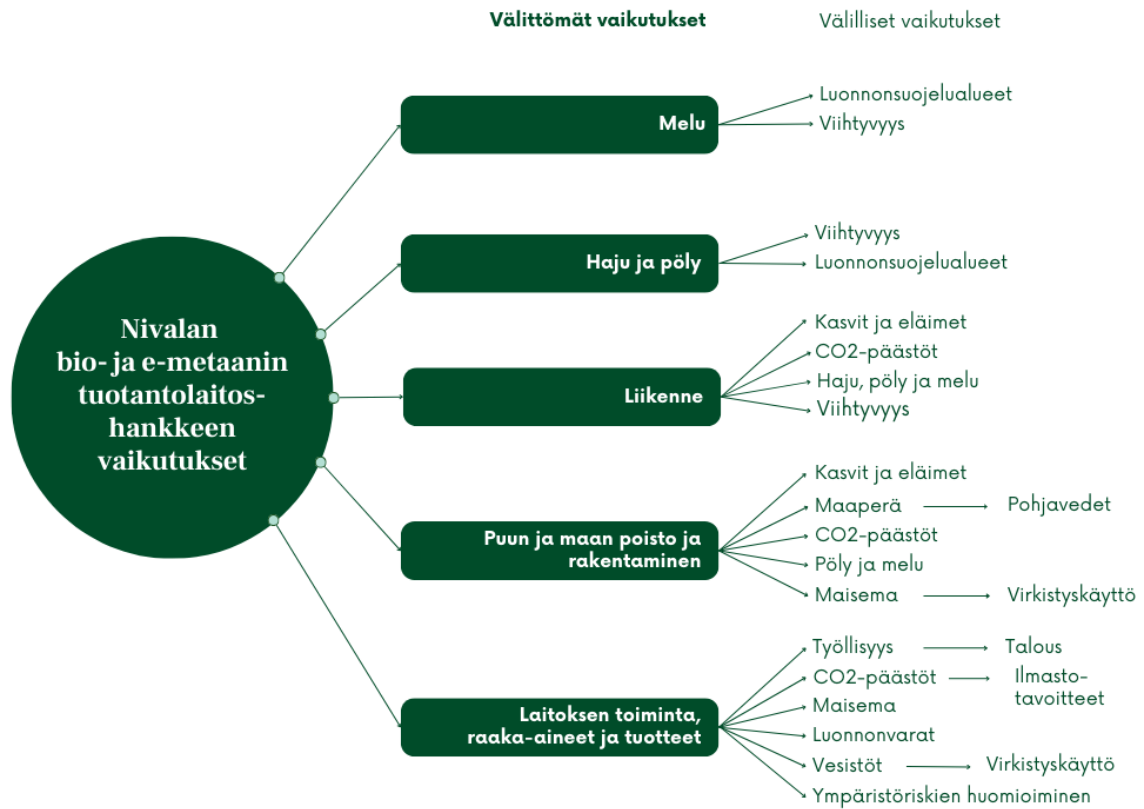 Välittömät vaikutukset
Välilliset vaikutukset
Nivalan
bio- ja e-metaanin
tuotantolaitos-
hankkeen
vaikutukset
Melu
Luonnonsuojelualueet
Viihtyvyys
Haju ja pöly
Viihtyvyys
Luonnonsuojelualueet
Liikenne
Kasvit ja eläimet
CO2-päästöt
Haju, pöly ja melu
Viihtyvyys
Puun ja maan poisto ja
rakentaminen
Kasvit ja eläimet
Maaperä
Pohjavedet
CO2-päästöt
Pöly ja melu
Maisema
Virkistyskäyttö
Laitoksen toiminta,
raaka-aineet ja tuotteet
Työllisyys
Talous
CO2-päästöt
Ilmasto-
tavoitteet
Maisema
Luonnonvarat
Vesistöt
Virkistyskäyttö
Ympäristöriskien huomioiminen